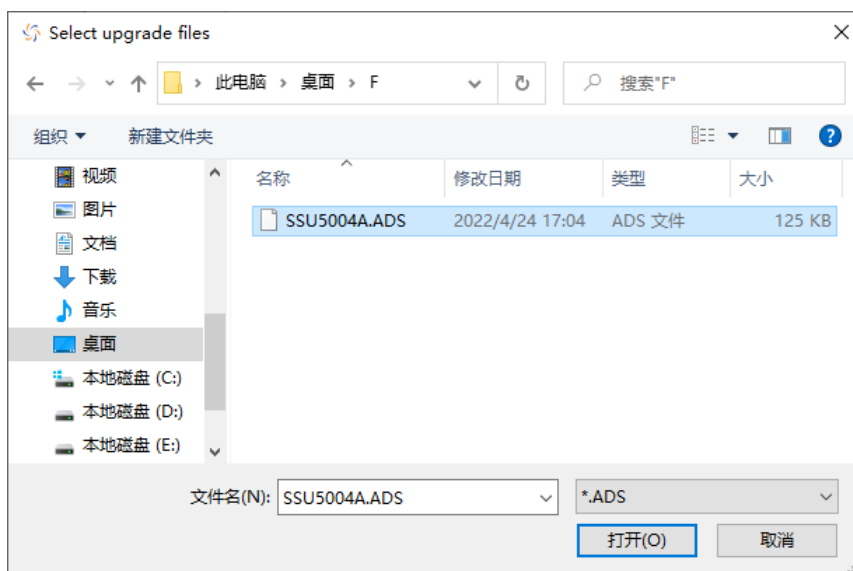 Select upgrade files
此电脑 › 桌面 › F
搜索"F"
组织 新建文件夹
视频
图片
文档
下载
音乐
桌面
本地磁盘 (C:)
本地磁盘 (D:)
本地磁盘 (E:)
名称 修改日期 类型 大小
SSU5004A.ADS 2022/4/24 17:04 ADS 文件 125 KB
文件名(N): SSU5004A.ADS *.ADS
打开(O) 取消